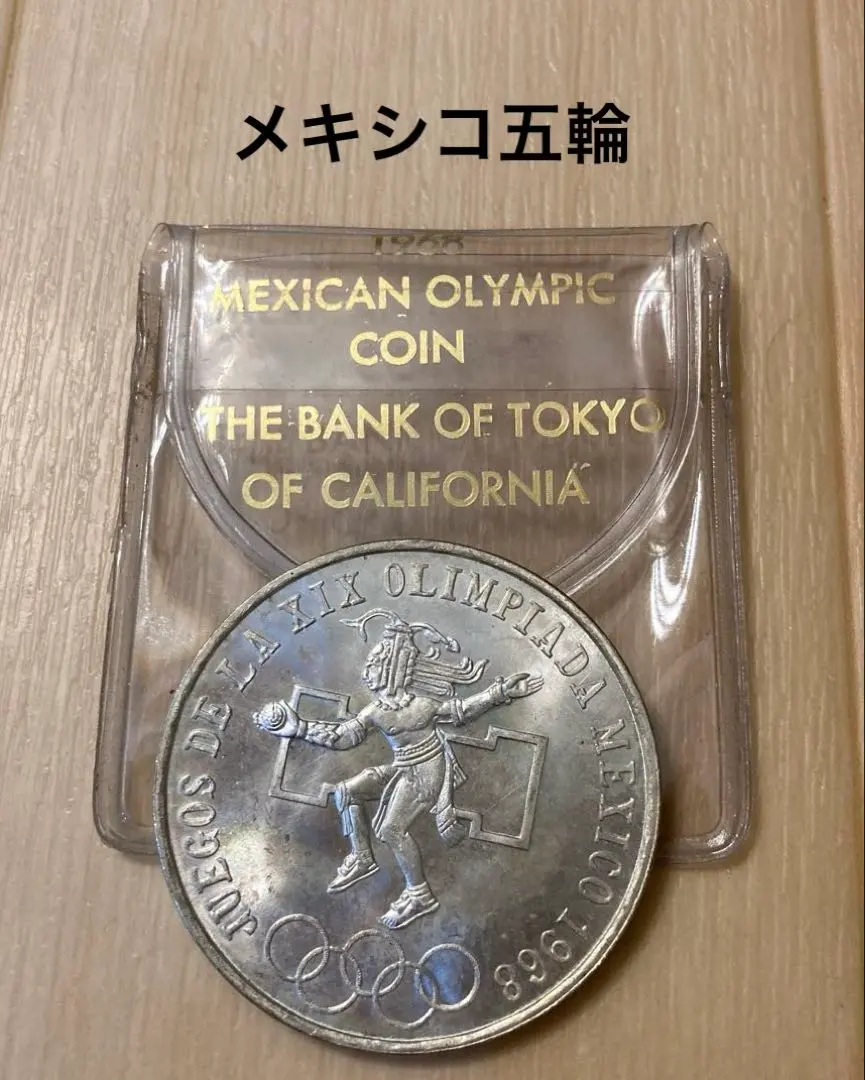 メキシコ五輪
1968
MEXICAN OLYMPIC
COIN
THE BANK OF TOKYO
OF CALIFORNIA
JUEGOS DE LA XIX OLIMPIADA MEXICO 1968